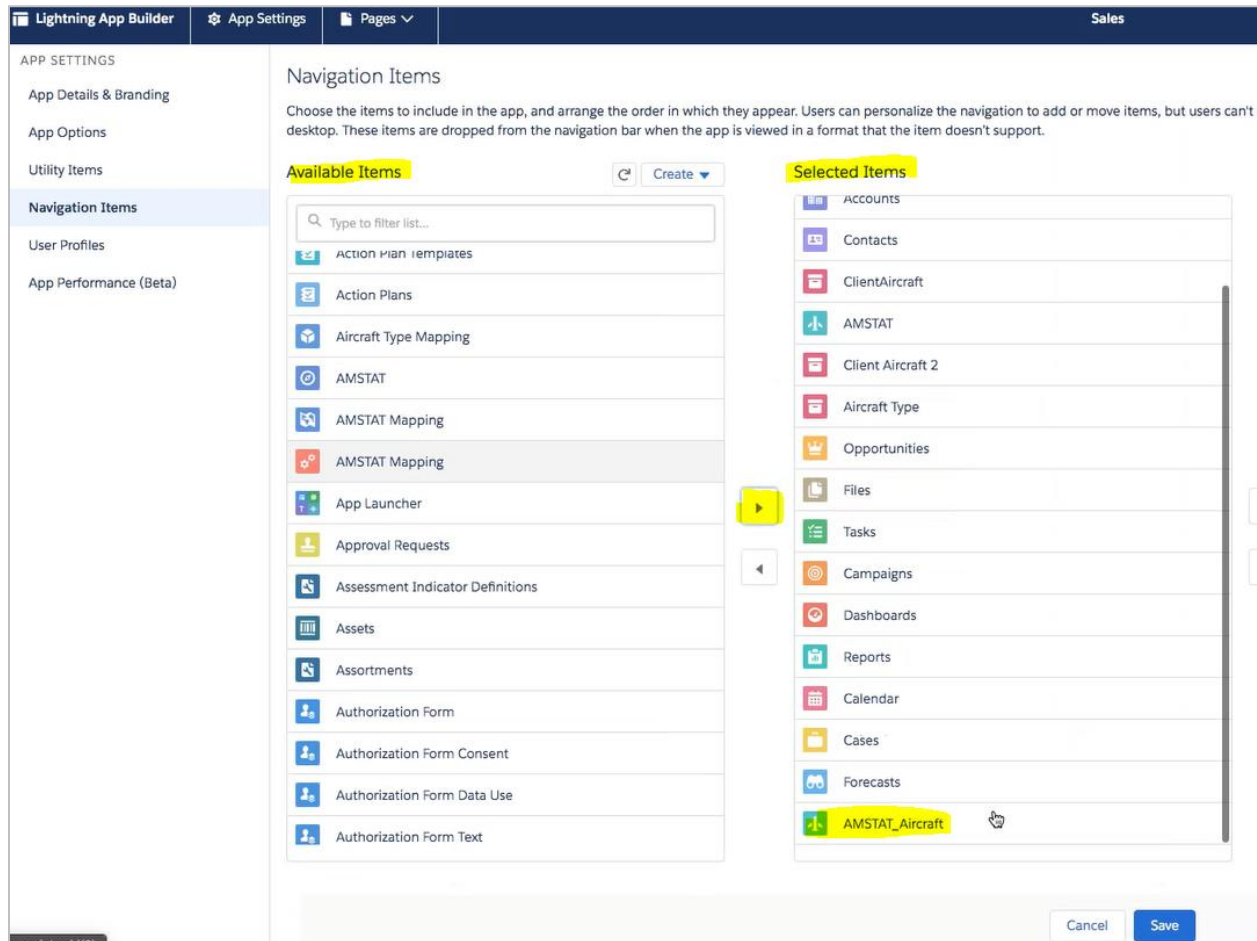 Lightning App Builder
App Settings
Pages
Sales
APP SETTINGS
App Details & Branding
App Options
Utility Items
Navigation Items
User Profiles
App Performance (Beta)
Navigation Items
Choose the items to include in the app, and arrange the order in which they appear. Users can personalize the navigation to add or move items, but users can't
desktop. These items are dropped from the navigation bar when the app is viewed in a format that the item doesn't support.
Available Items
Create
Type to filter list...
Action Plan Templates
Action Plans
Aircraft Type Mapping
AMSTAT
AMSTAT Mapping
AMSTAT Mapping
App Launcher
Approval Requests
Assessment Indicator Definitions
Assets
Assortments
Authorization Form
Authorization Form Consent
Authorization Form Data Use
Authorization Form Text
Selected Items
Accounts
Contacts
ClientAircraft
AMSTAT
Client Aircraft 2
Aircraft Type
Opportunities
Files
Tasks
Campaigns
Dashboards
Reports
Calendar
Cases
Forecasts
AMSTAT_Aircraft
Cancel
Save